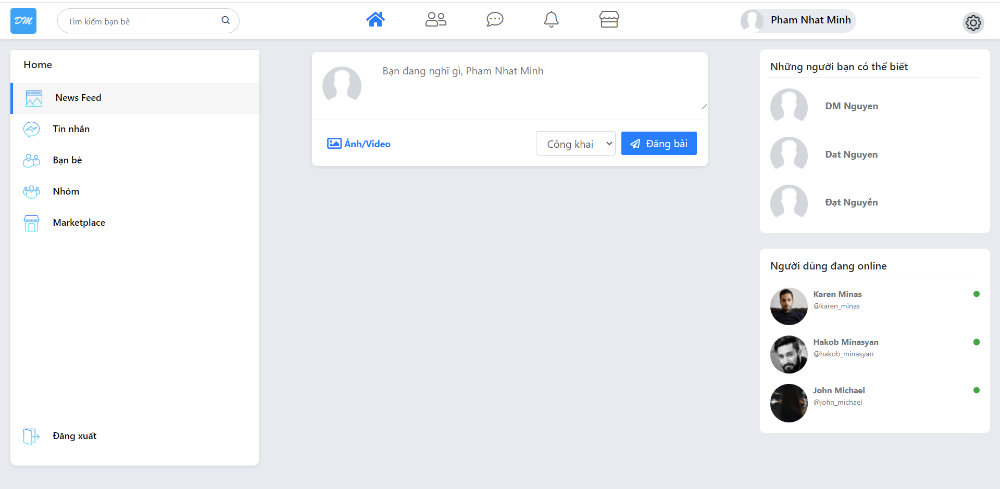 DM
Tìm kiếm bạn bè
Pham Nhat Minh
Home
News Feed
Tin nhắn
Bạn bè
Nhóm
Marketplace
Đăng xuất
Bạn đang nghĩ gì, Pham Nhat Minh
Ảnh/Video
Công khai
Đăng bài
Những người bạn có thể biết
DM Nguyen
Dat Nguyen
Đạt Nguyễn
Người dùng đang online
Karen Minas
@karen_minas
Hakob Minasyan
@hakob_minasyan
John Michael
@john_michael